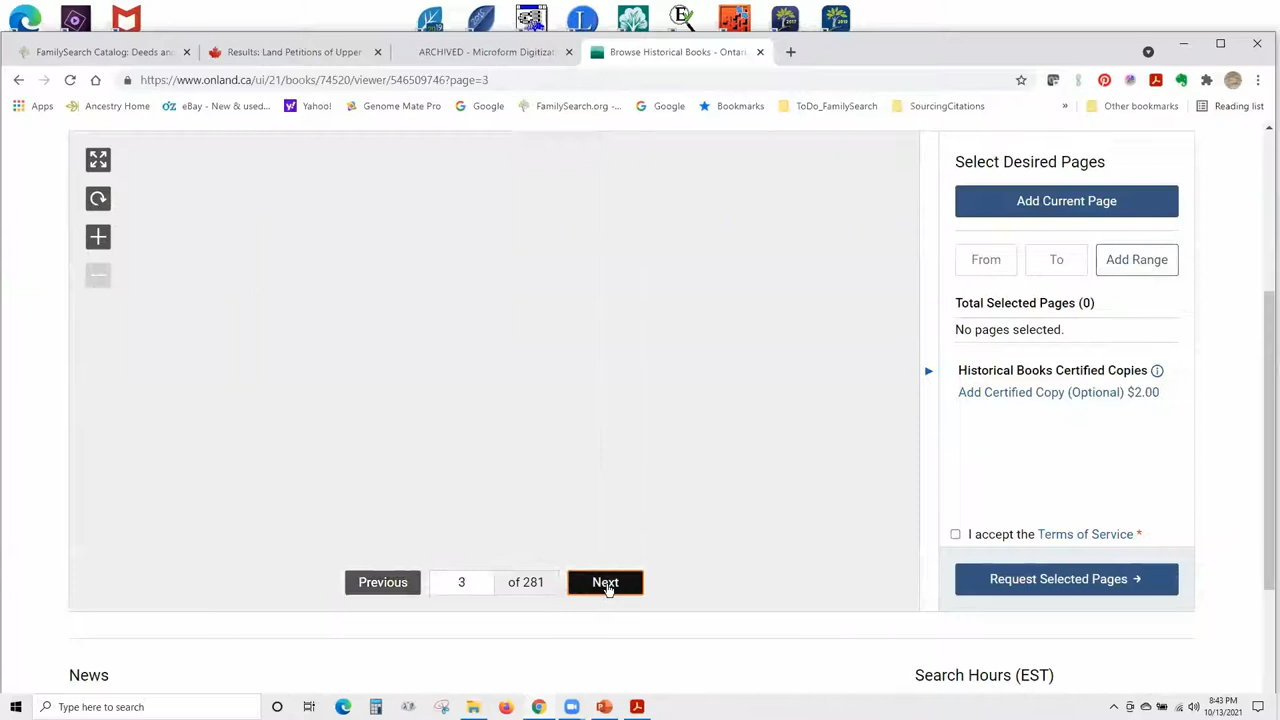 FamilySearch Catalog: Deeds an
Results: Land Petitions of Upper
ARCHIVED - Microform Digitiza
Browse Historical Books - Ontari
https://www.onland.ca/ui/21/books/74520/viewer/546509746?page=3
Apps
Ancestry Home
eBay - New & used...
Yahoo!
Genome Mate Pro
Google
FamilySearch.org -...
Google
Bookmarks
ToDo_FamilySearch
SourcingCitations
»
Other bookmarks
Reading list
Select Desired Pages
Add Current Page
From To Add Range
Total Selected Pages (0)
No pages selected.
Historical Books Certified Copies
Add Certified Copy (Optional) $2.00
I accept the Terms of Service *
Request Selected Pages →
Previous 3 of 281 Next
News
Search Hours (EST)
Type here to search
8:43 PM
10/13/2021